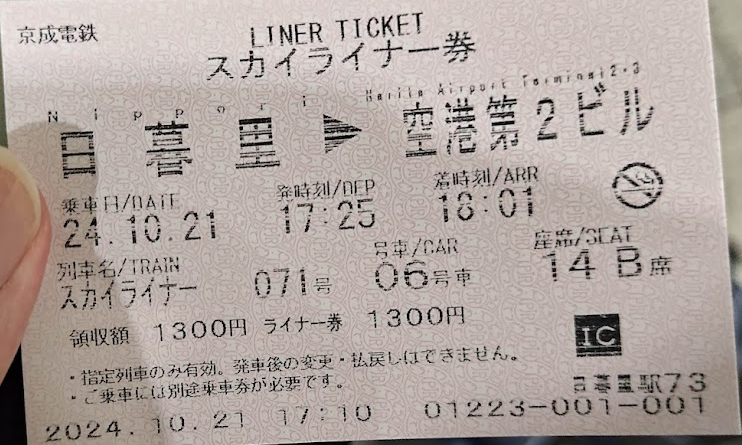 京成電鉄
LINER TICKET
スカイライナー券
Nippori Narita Airport Terminal 2・3
日暮里 ▶ 空港第2ビル
乗車日/DATE 発時刻/DEP 着時刻/ARR
24.10.21 17:25 18:01
列車名/TRAIN 号車/CAR 座席/SEAT
スカイライナー 071号 06号車 14 B席
領収額 1300円 ライナー券 1300円
IC
・指定列車のみ有効。発車後の変更・払戻しはできません。
・ご乗車には別途乗車券が必要です。
日暮里駅73
2024.10.21 17:10 01223-001-001